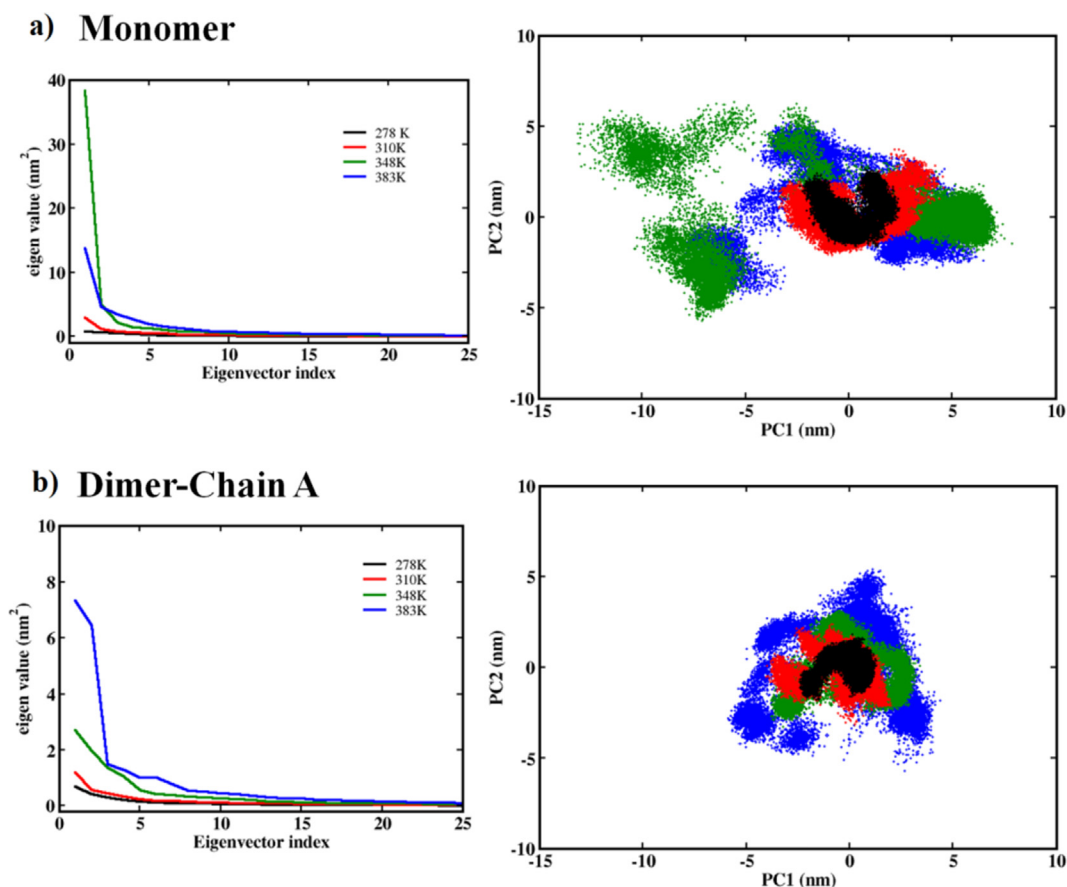 a) Monomer
40
30
20
10
0
eigen value (nm²)
278 K
310K
348K
383K
0 5 10 15 20 25
Eigenvector index
10
5
0
-5
-10
PC2 (nm)
-15 -10 -5 0 5 10
PC1 (nm)
b) Dimer-Chain A
10
8
6
4
2
0
eigen value (nm²)
278K
310K
348K
383K
0 5 10 15 20 25
Eigenvector index
10
5
0
-5
-10
PC2 (nm)
-15 -10 -5 0 5 10
PC1 (nm)